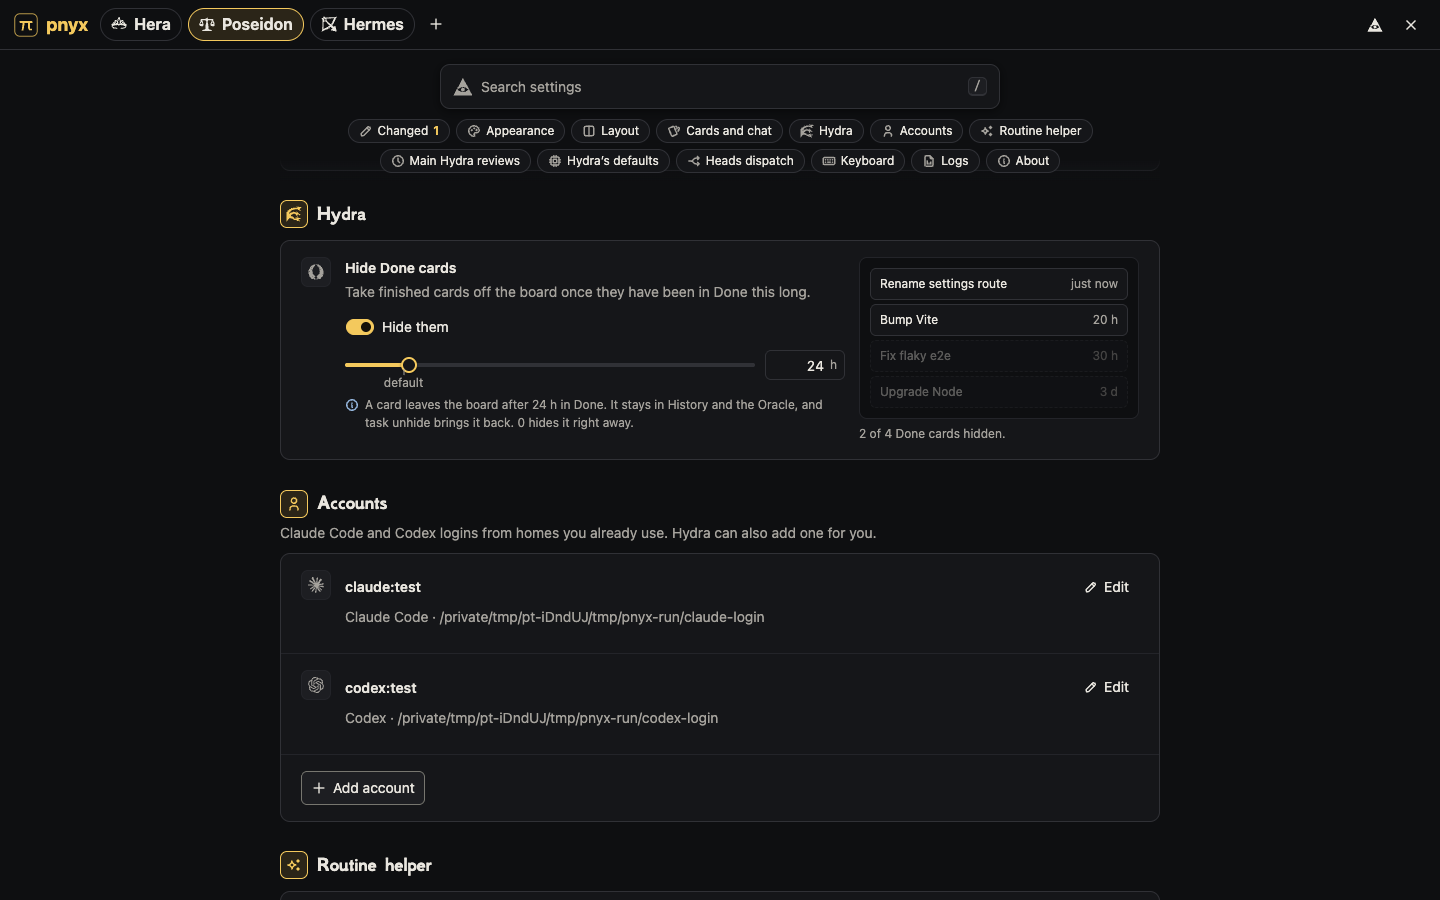 π pnyx Hera Poseidon Hermes +
Search settings /
Changed 1 Appearance Layout Cards and chat Hydra Accounts Routine helper
Main Hydra reviews Hydra's defaults Heads dispatch Keyboard Logs About
Hydra
Hide Done cards
Take finished cards off the board once they have been in Done this long.
Hide them
24 h
default
A card leaves the board after 24 h in Done. It stays in History and the Oracle, and
task unhide brings it back. 0 hides it right away.
Rename settings route just now
Bump Vite 20 h
Fix flaky e2e 30 h
Upgrade Node 3 d
2 of 4 Done cards hidden.
Accounts
Claude Code and Codex logins from homes you already use. Hydra can also add one for you.
claude:test Edit
Claude Code · /private/tmp/pt-iDndUJ/tmp/pnyx-run/claude-login
codex:test Edit
Codex · /private/tmp/pt-iDndUJ/tmp/pnyx-run/codex-login
+ Add account
Routine helper